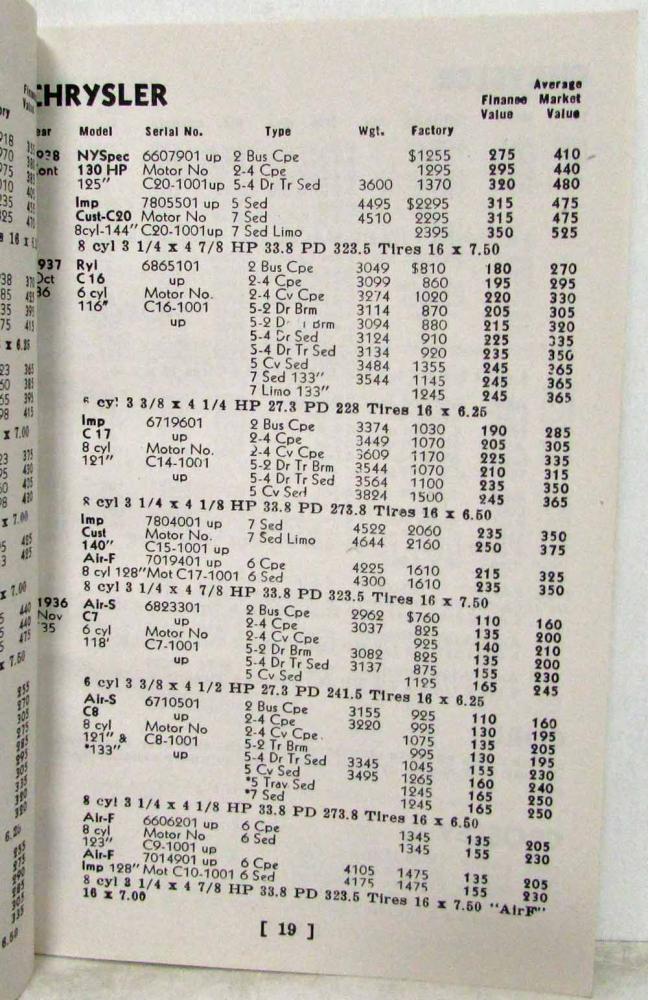 CHRYSLER
Average
Finance Market
Year Model Serial No. Type Wgt. Factory Value Value
1938 NYSpec 6607901 up 2 Bus Cpe $1255 275 410
130 HP Motor No 2-4 Cpe 1295 295 440
125" C20-1001up 5-4 Dr Tr Sed 3600 1370 320 480
Imp 7805501 up 5 Sed 4495 $2295 315 475
Cust-C20 Motor No 7 Sed 4510 2295 315 475
8cyl-144" C20-1001up 7 Sed Limo 2395 350 525
8 cyl 3 1/4 x 4 7/8 HP 33.8 PD 323.5 Tires 16 x 7.50
1937 Ryl 6865101 2 Bus Cpe 3049 $810 180 270
Oct C 16 up 2-4 Cpe 3099 860 195 295
36 6 cyl Motor No. 2-4 Cv Cpe 3274 1020 220 330
116" C16-1001 5-2 Dr Brm 3114 870 205 305
up 5-2 D Brm 3094 880 215 320
5-4 Dr Sed 3124 910 225 335
5-4 Dr Tr Sed 3134 920 235 350
5 Cv Sed 3484 1355 245 365
7 Sed 133" 3544 1145 245 365
7 Limo 133" 1245 245 365
6 cyl 3 3/8 x 4 1/4 HP 27.3 PD 228 Tires 16 x 6.25
Imp 6719601 2 Bus Cpe 3374 1030 190 285
C 17 up 2-4 Cpe 3449 1070 205 305
8 cyl Motor No. 2-4 Cv Cpe 3609 1170 225 335
121" C14-1001 5-2 Dr Tr Brm 3544 1070 210 315
up 5-4 Dr Tr Sed 3564 1100 235 350
5 Cv Sed 3824 1500 245 365
8 cyl 3 1/4 x 4 1/8 HP 33.8 PD 273.8 Tires 16 x 6.50
Imp 7804001 up 7 Sed 4522 2060 235 350
Cust Motor No. 7 Sed Limo 4644 2160 250 375
140" C15-1001 up
Air-F 7019401 up 6 Cpe 4225 1610 215 325
8 cyl 128" Mot C17-1001 6 Sed 4300 1610 235 350
8 cyl 3 1/4 x 4 7/8 HP 33.8 PD 323.5 Tires 16 x 7.50
1936 Air-S 6823301 2 Bus Cpe 2962 $760 110 160
Nov C7 up 2-4 Cpe 3037 825 135 200
'35 6 cyl Motor No 2-4 Cv Cpe 925 140 210
118' C7-1001 5-2 Dr Brm 3082 825 135 200
up 5-4 Dr Tr Sed 3137 875 155 230
5 Cv Sed 1125 165 245
6 cyl 3 3/8 x 4 1/2 HP 27.3 PD 241.5 Tires 16 x 6.25
Air-S 6710501 2 Bus Cpe 3155 925 110 160
C8 up 2-4 Cpe 3220 995 130 195
8 cyl Motor No 2-4 Cv Cpe. 1075 135 205
121" & C8-1001 5-2 Tr Brm 995 130 195
*133" up 5-4 Dr Tr Sed 3345 1045 155 230
5 Cv Sed 3495 1265 160 240
*5 Trav Sed 1245 165 250
*7 Sed 1245 165 250
8 cyl 3 1/4 x 4 1/8 HP 33.8 PD 273.8 Tires 16 x 6.50
Air-F 6606201 up 6 Cpe 1345 135 205
8 cyl Motor No 6 Sed 1345 155 230
123" C9-1001 up
Air-F 7014901 up 6 Cpe 4105 1475 135 205
Imp 128" Mot C10-1001 6 Sed 4175 1475 155 230
8 cyl 3 1/4 x 4 7/8 HP 33.8 PD 323.5 Tires 16 x 7.50 "AirF"
16 x 7.00
[ 19 ]